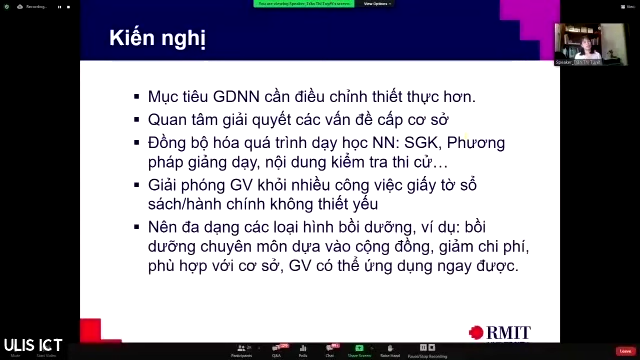 Recording...
View Options
View
Kiến nghị
▪ Mục tiêu GDNN cần điều chỉnh thiết thực hơn.
▪ Quan tâm giải quyết các vấn đề cấp cơ sở
▪ Đồng bộ hóa quá trình dạy học NN: SGK, Phương
pháp giảng dạy, nội dung kiểm tra thi cử…
▪ Giải phóng GV khỏi nhiều công việc giấy tờ sổ
sách/hành chính không thiết yếu
▪ Nên đa dạng các loại hình bồi dưỡng, ví dụ: bồi
dưỡng chuyên môn dựa vào cộng đồng, giảm chi phí,
phù hợp với cơ sở, GV có thể ứng dụng ngay được.
RMIT
ULIS ICT
Participants
Q&A
Polls
Chat
Share Screen
Raise Hand
Pause/Stop Recording
Leave